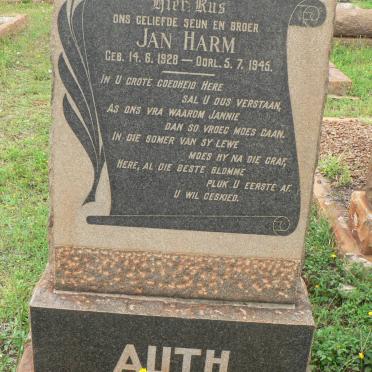 Hier Rus
ONS GELIEFDE SEUN EN BROER
JAN HARM
GEB. 14. 6. 1928 — OORL. 5. 7. 1945.
IN U GROTE GOEDHEID HERE
SAL U OUS VERSTAAN,
AS ONS VRA WAAROM JANNIE
DAN SO VROEG MOES GAAN.
IN DIE SOMER VAN SY LEWE
MOES HY NA DIE GRAF,
HERE, AL DIE BESTE BLOMME
PLUK U EERSTE AF.
U WIL GESKIED.
AUTH